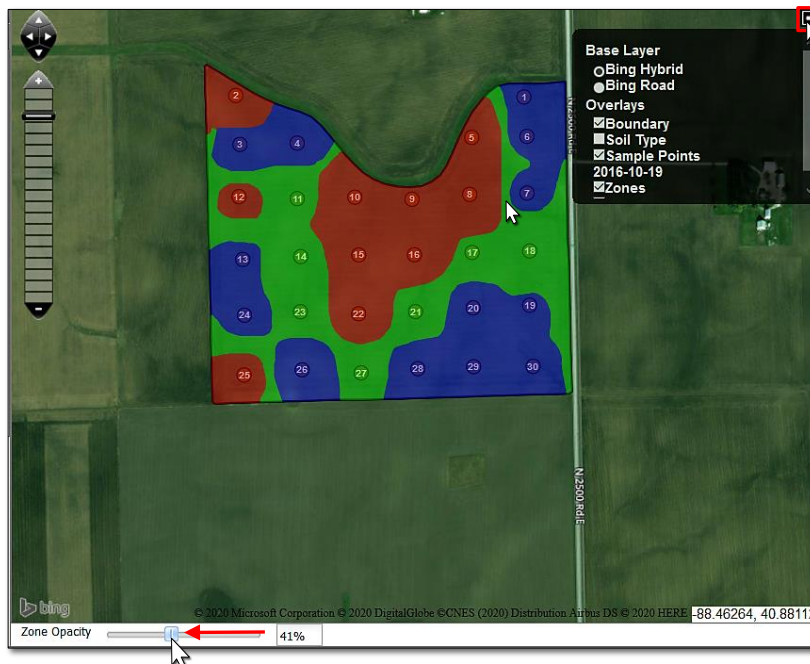 Base Layer
Bing Hybrid
Bing Road
Overlays
Boundary
Soil Type
Sample Points
2016-10-19
Zones
1
2
5
6
3
4
12
11
10
9
8
7
13
14
15
16
17
18
24
23
22
21
20
19
25
26
27
28
29
30
N 2500 Rd E
N 2500 Rd E
bing
© 2020 Microsoft Corporation © 2020 DigitalGlobe ©CNES (2020) Distribution Airbus DS © 2020 HERE
-88.46264, 40.8811
Zone Opacity
41%